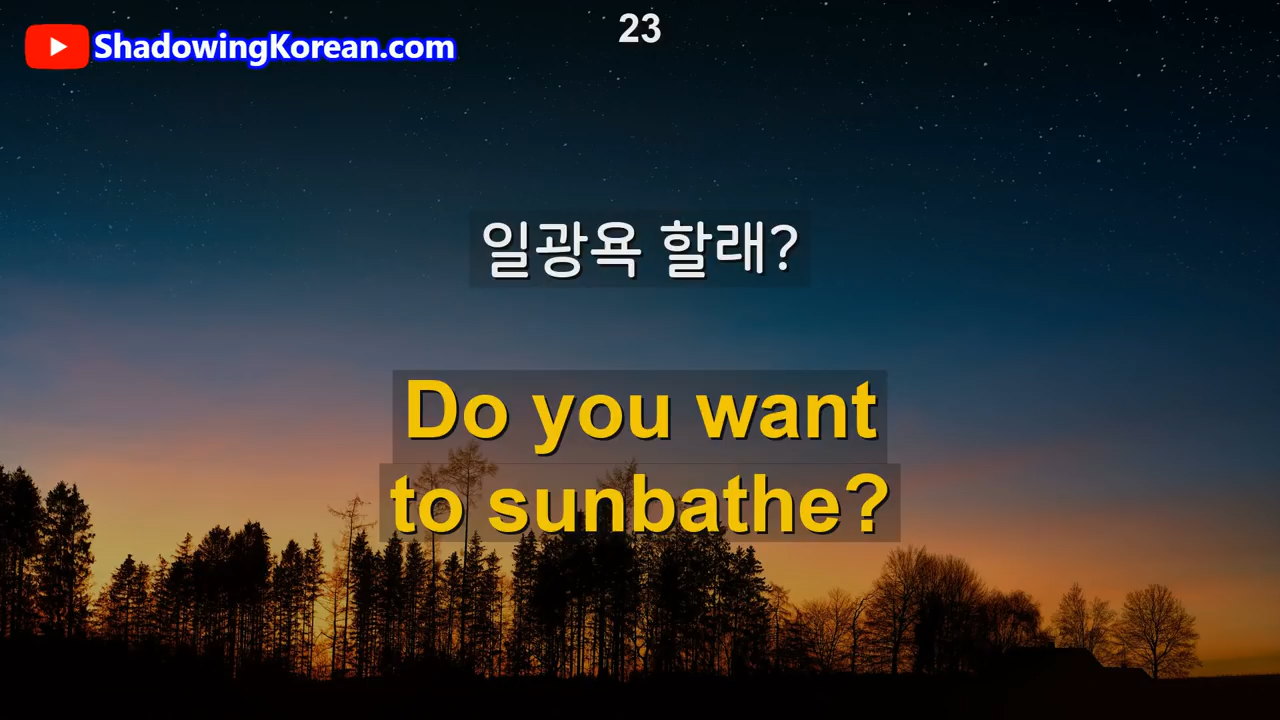 23
ShadowingKorean.com
일광욕 할래?
Do you want
to sunbathe?